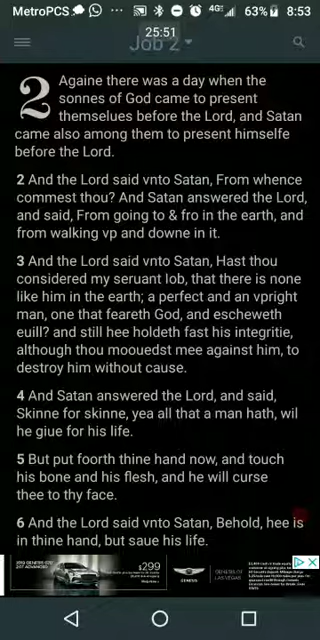 MetroPCS 4G 63% 8:53
25:51
Job 2
2 Againe there was a day when the
sonnes of God came to present
themselues before the Lord, and Satan
came also among them to present himselfe
before the Lord.
2 And the Lord said vnto Satan, From whence
commest thou? And Satan answered the Lord,
and said, From going to & fro in the earth, and
from walking vp and downe in it.
3 And the Lord said vnto Satan, Hast thou
considered my seruant Iob, that there is none
like him in the earth; a perfect and an vpright
man, one that feareth God, and escheweth
euill? and still hee holdeth fast his integritie,
although thou moouedst mee against him, to
destroy him without cause.
4 And Satan answered the Lord, and said,
Skinne for skinne, yea all that a man hath, wil
he giue for his life.
5 But put foorth thine hand now, and touch
his bone and his flesh, and he will curse
thee to thy face.
6 And the Lord said vnto Satan, Behold, hee is
in thine hand, but saue his life.
$299
GENESIS
LAS VEGAS